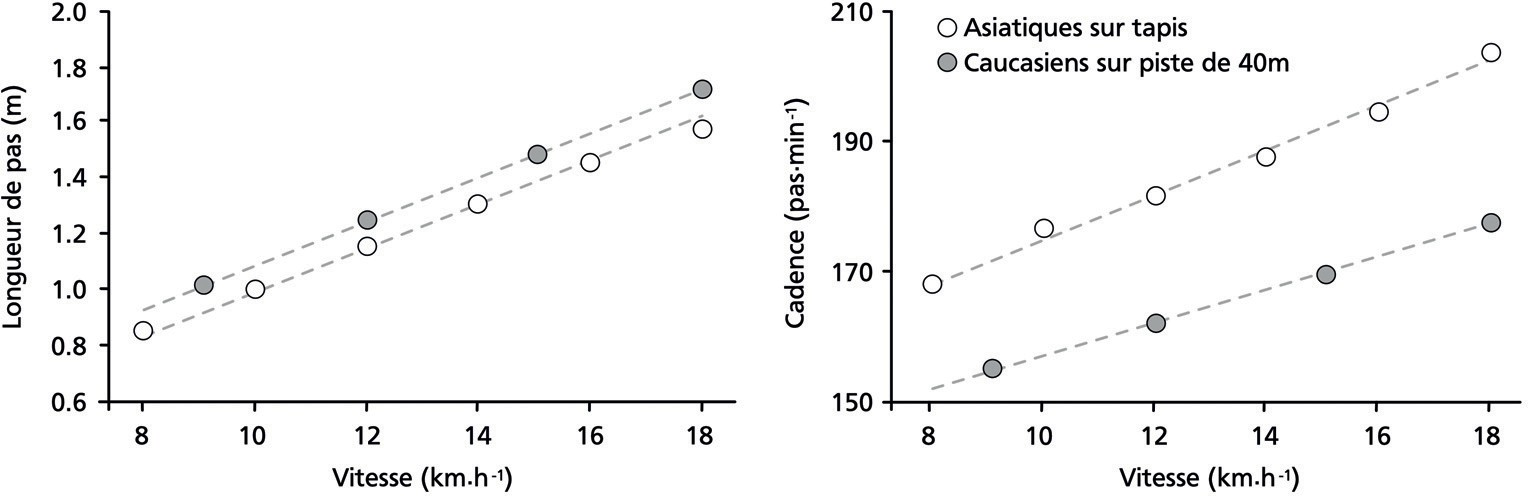 Longueur de pas (m)
2.0
1.8
1.6
1.4
1.2
1.0
0.8
0.6
8 10 12 14 16 18
Vitesse (km.h-1)
Cadence (pas·min-1)
210
190
170
150
Asiatiques sur tapis
Caucasiens sur piste de 40m
8 10 12 14 16 18
Vitesse (km.h-1)